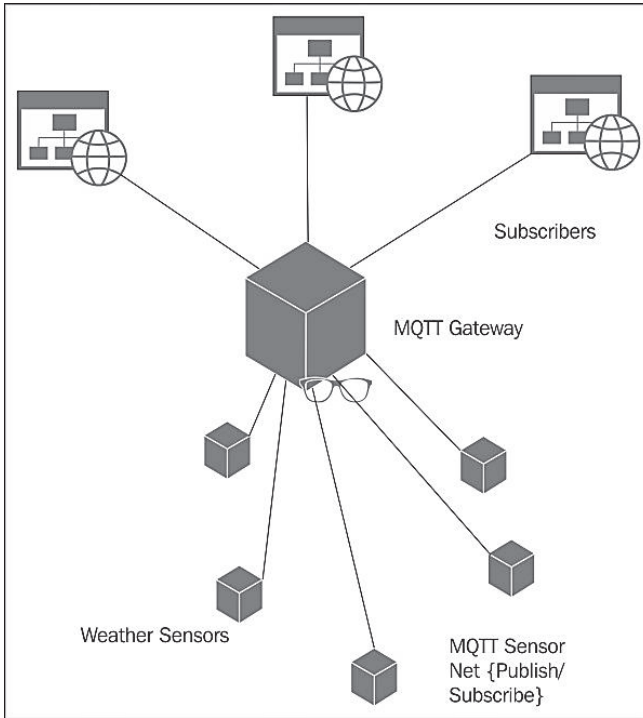 Subscribers
MQTT Gateway
Weather Sensors
MQTT Sensor
Net {Publish/
Subscribe}